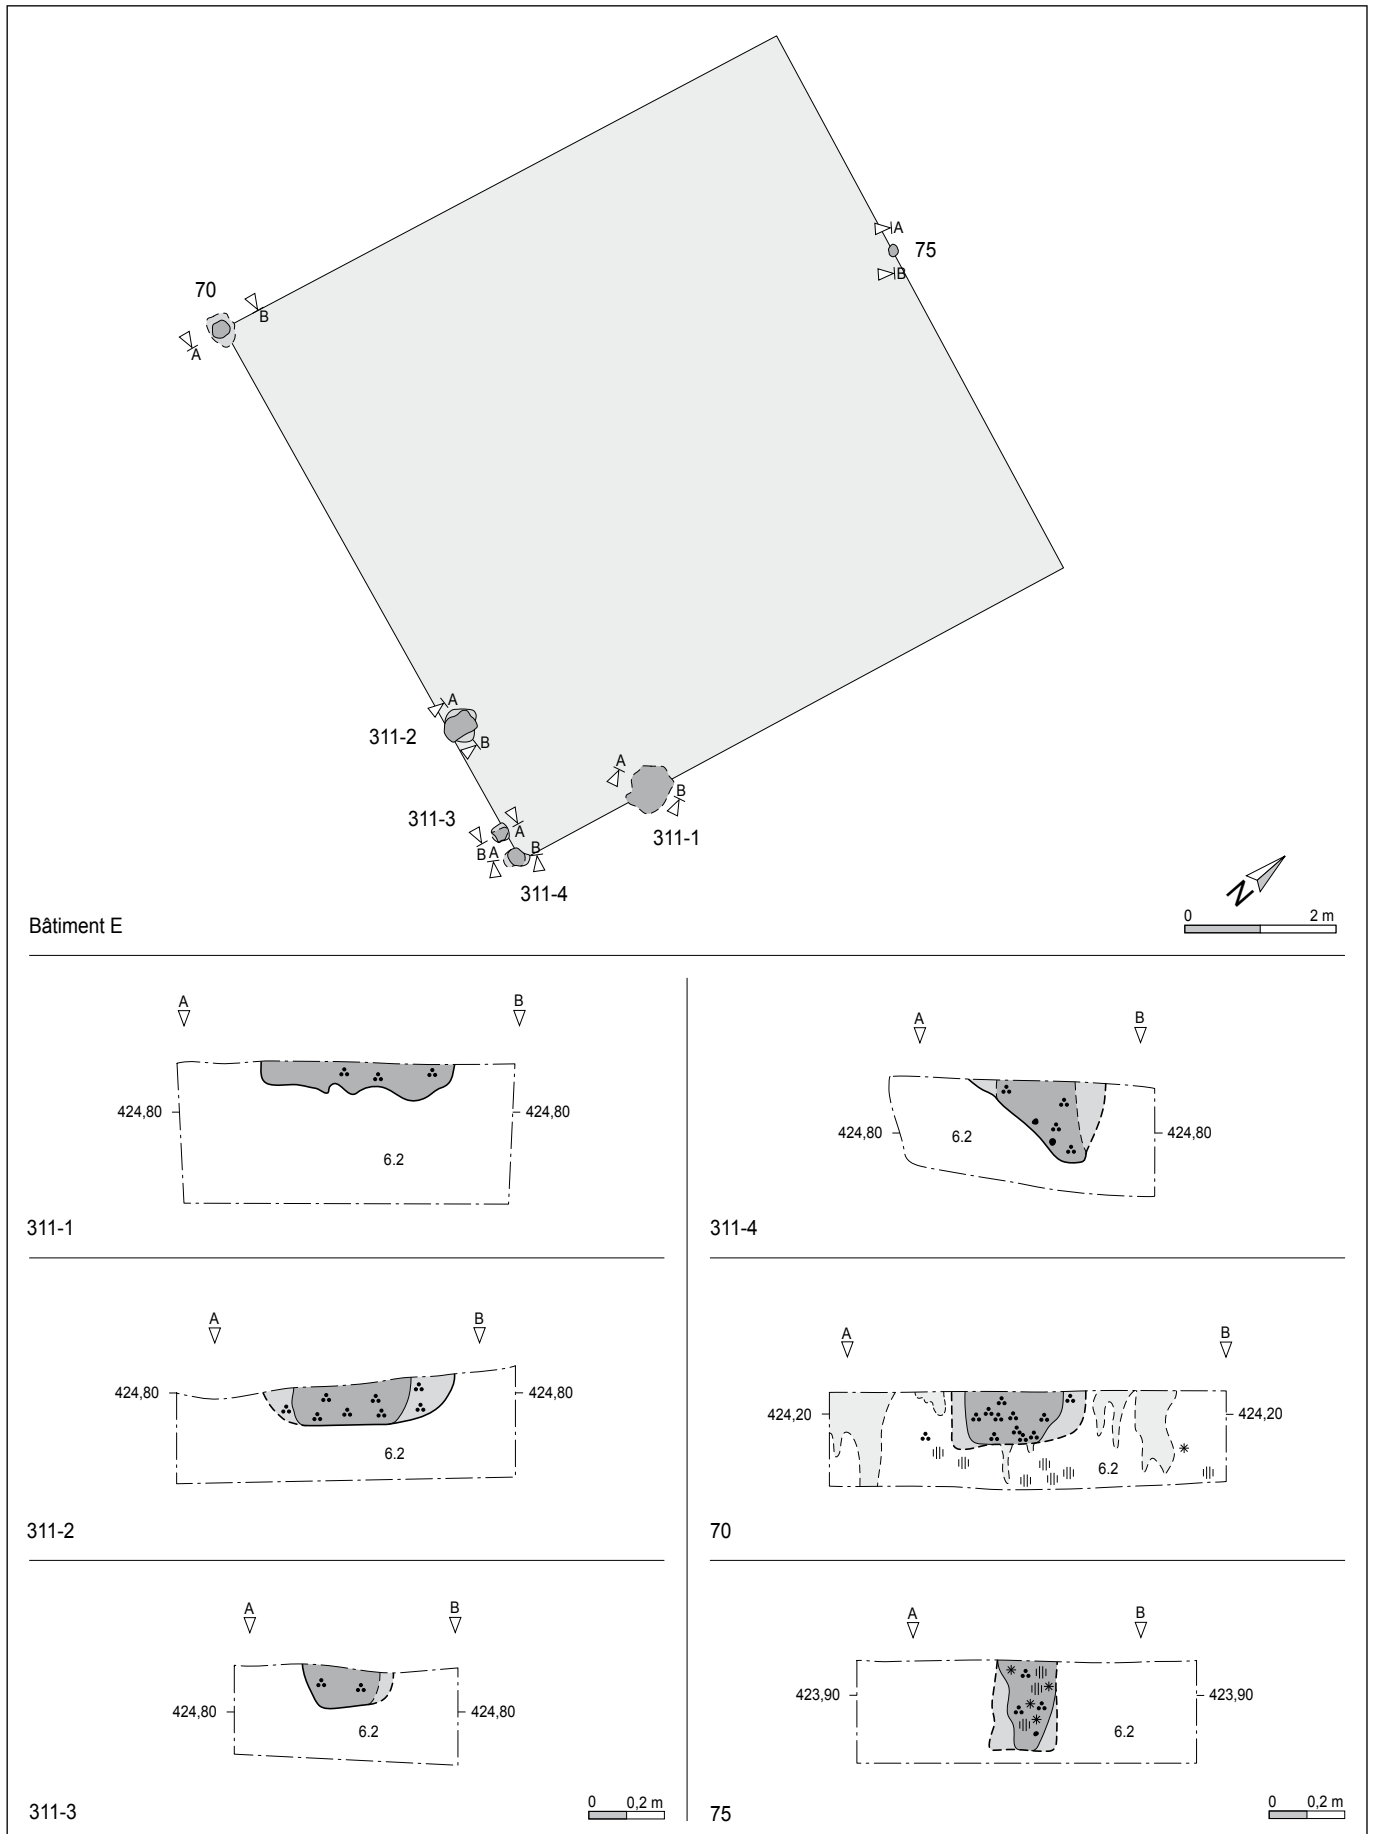 A
75
B
70
B
A
A
311-2
B
A
B
311-1
311-3
A
B
A
B
311-4
N
Bâtiment E
0 2 m
A B
424,80 424,80
6.2
311-1
A B
424,80 424,80
6.2
311-4
A B
424,80 424,80
6.2
311-2
A B
424,20 424,20
6.2
70
A B
424,80 424,80
6.2
311-3
0 0,2 m
A B
423,90 423,90
6.2
75
0 0,2 m